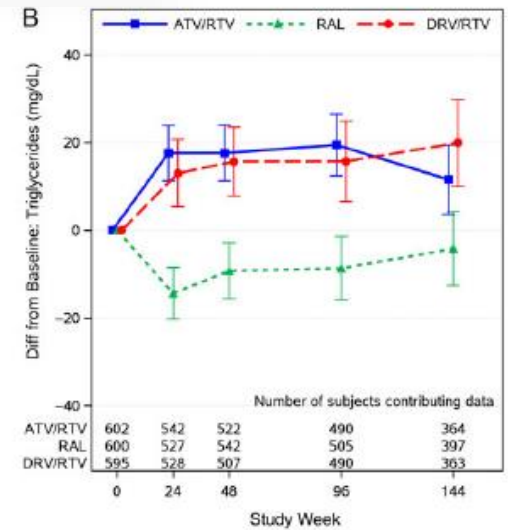 B
ATV/RTV RAL DRV/RTV
Diff from Baseline: Triglycerides (mg/dL)
40
20
0
−20
−40
Number of subjects contributing data
ATV/RTV 602 542 522 490 364
RAL 600 527 542 505 397
DRV/RTV 595 528 507 490 363
0 24 48 96 144
Study Week